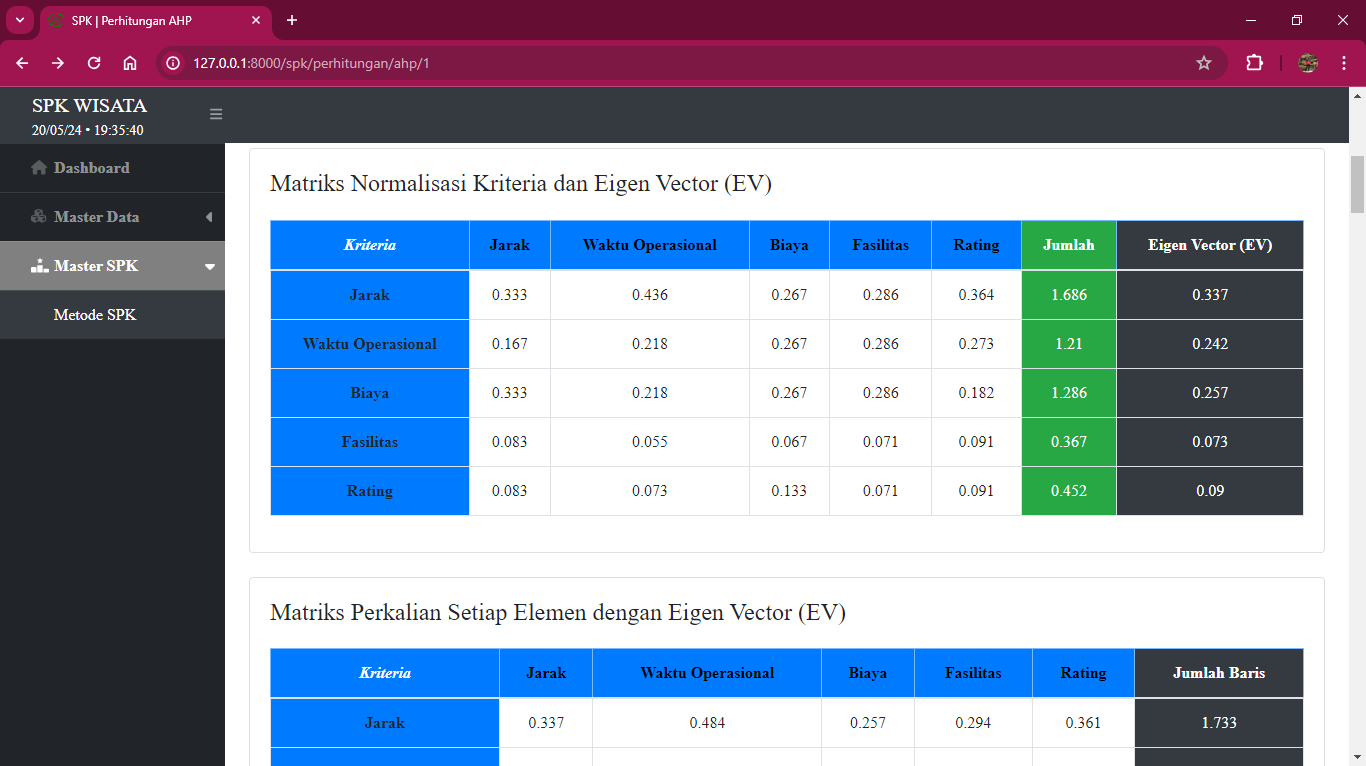 SPK | Perhitungan AHP
127.0.0.1:8000/spk/perhitungan/ahp/1
SPK WISATA
20/05/24 • 19:35:40
Dashboard
Master Data
Master SPK
Metode SPK
Matriks Normalisasi Kriteria dan Eigen Vector (EV)
Kriteria Jarak Waktu Operasional Biaya Fasilitas Rating Jumlah Eigen Vector (EV)
Jarak 0.333 0.436 0.267 0.286 0.364 1.686 0.337
Waktu Operasional 0.167 0.218 0.267 0.286 0.273 1.21 0.242
Biaya 0.333 0.218 0.267 0.286 0.182 1.286 0.257
Fasilitas 0.083 0.055 0.067 0.071 0.091 0.367 0.073
Rating 0.083 0.073 0.133 0.071 0.091 0.452 0.09
Matriks Perkalian Setiap Elemen dengan Eigen Vector (EV)
Kriteria Jarak Waktu Operasional Biaya Fasilitas Rating Jumlah Baris
Jarak 0.337 0.484 0.257 0.294 0.361 1.733